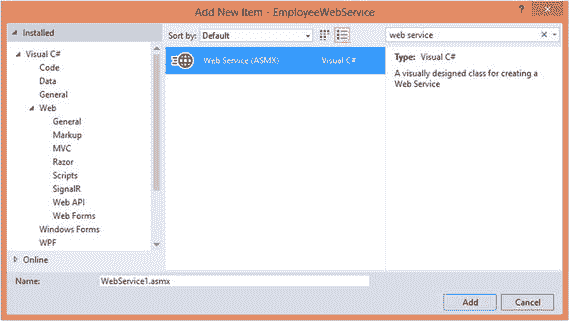 Add New Item - EmployeeWebService
? ×
Installed
Sort by: Default
web service
Visual C#
Code
Data
General
Web
General
Markup
MVC
Razor
Scripts
SignalR
Web API
Web Forms
Windows Forms
WPF
Online
Web Service (ASMX) Visual C#
Type: Visual C#
A visually designed class for creating a
Web Service
Name: WebService1.asmx
Add Cancel